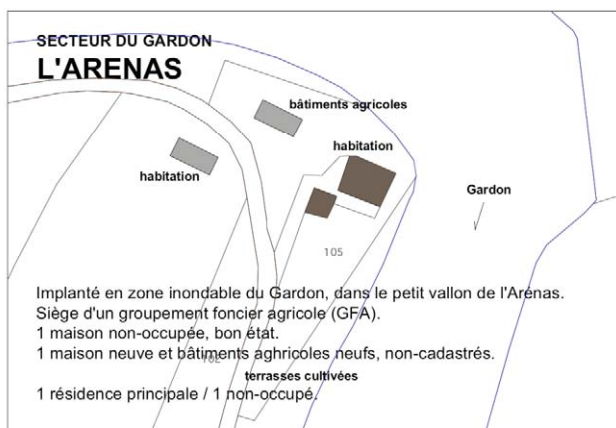 SECTEUR DU GARDON
L'ARENAS
bâtiments agricoles
habitation
habitation
Gardon
105
Implanté en zone inondable du Gardon, dans le petit vallon de l'Arénas.
Siège d'un groupement foncier agricole (GFA).
1 maison non-occupée, bon état.
1 maison neuve et bâtiments aghricoles neufs, non-cadastrés.
102
terrasses cultivées
1 résidence principale / 1 non-occupé.